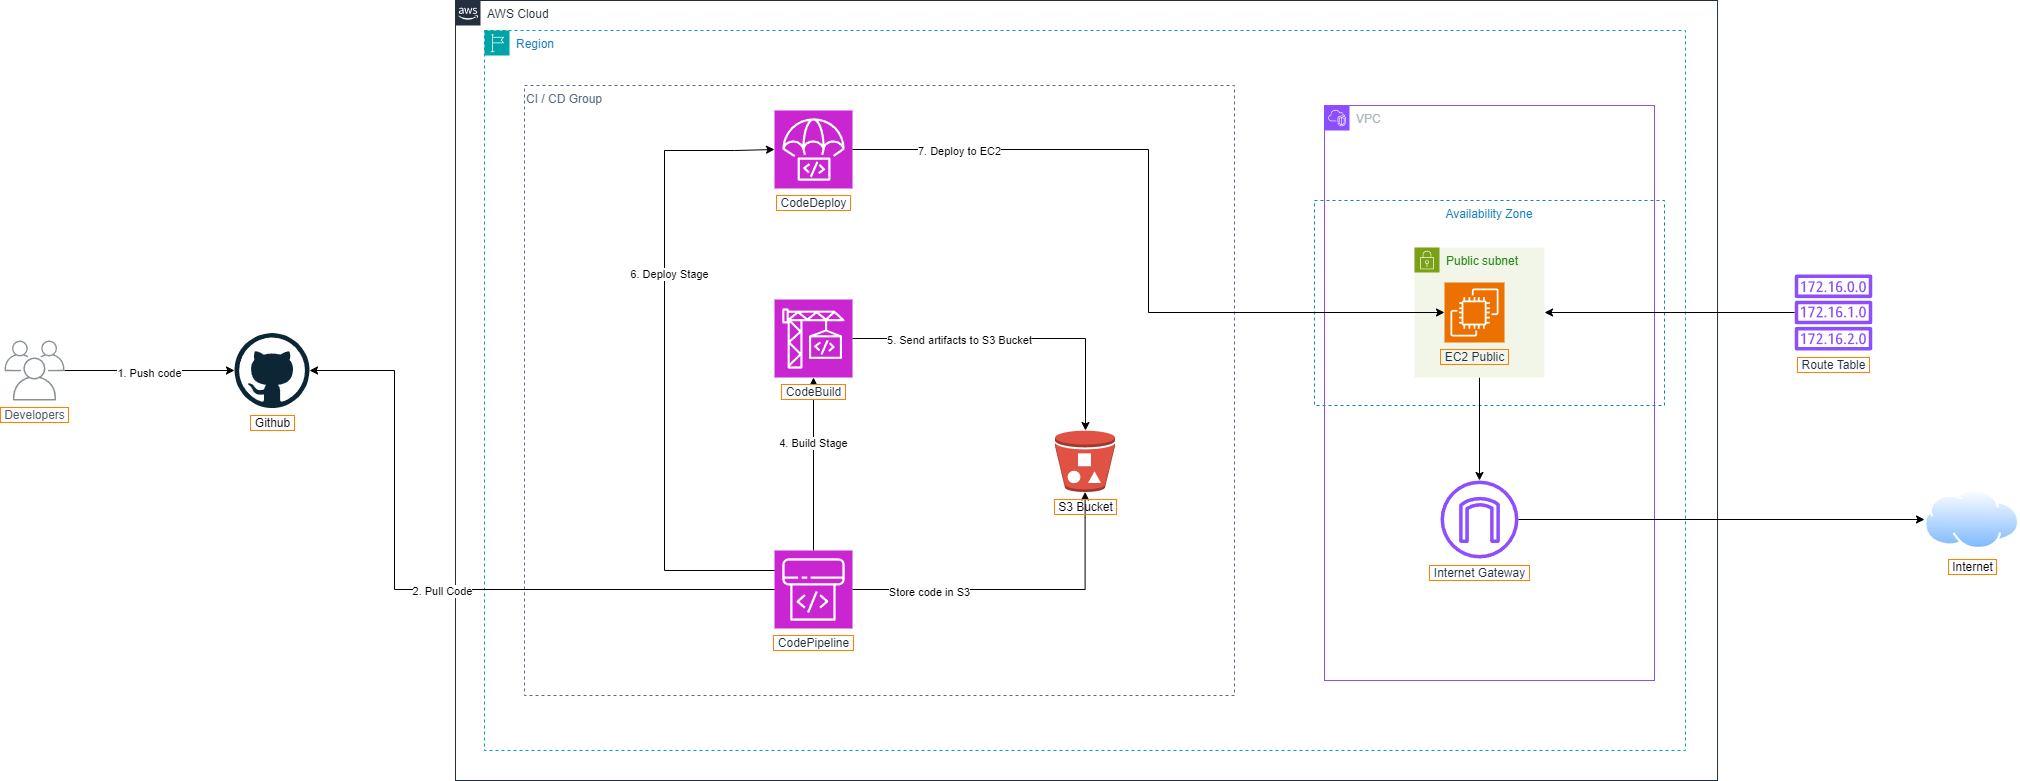 aws
AWS Cloud
Region
CI / CD Group
CodeDeploy
7. Deploy to EC2
VPC
Availability Zone
Public subnet
EC2 Public
172.16.0.0
172.16.1.0
172.16.2.0
Route Table
6. Deploy Stage
CodeBuild
5. Send artifacts to S3 Bucket
Developers
1. Push code
Github
4. Build Stage
S3 Bucket
2. Pull Code
CodePipeline
Store code in S3
Internet Gateway
Internet